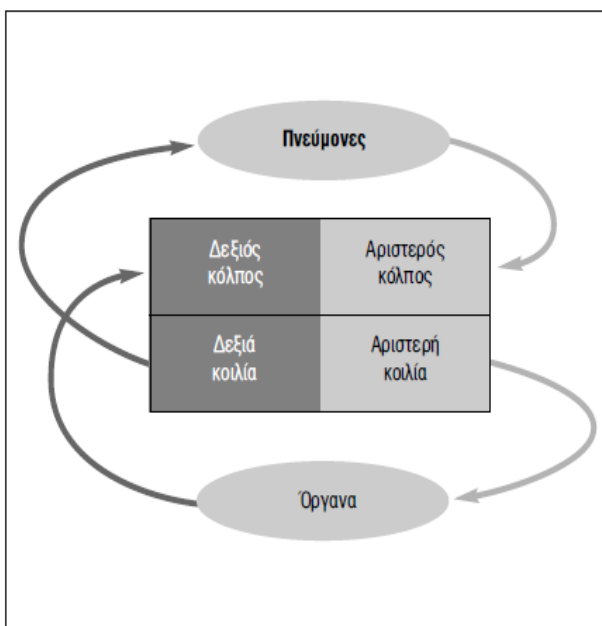 Πνεύμονες
Δεξιός
κόλπος
Αριστερός
κόλπος
Δεξιά
κοιλία
Αριστερή
κοιλία
Όργανα